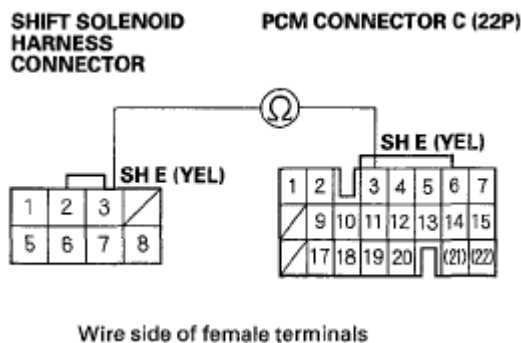 SHIFT SOLENOID
HARNESS
CONNECTOR
PCM CONNECTOR C (22P)
Ω
SH E (YEL)
SH E (YEL)
1 2 3
5 6 7 8
1 2 3 4 5 6 7
9 10 11 12 13 14 15
17 18 19 20 (21) (22)
Wire side of female terminals